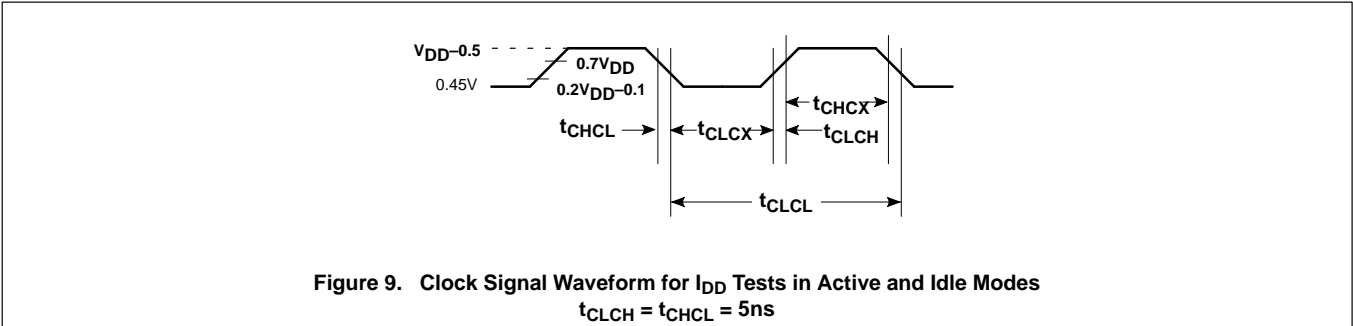 VDD–0.5
0.7VDD
0.45V
0.2VDD–0.1
tCHCX
tCHCL
tCLCX
tCLCH
tCLCL
Figure 9. Clock Signal Waveform for IDD Tests in Active and Idle Modes
tCLCH = tCHCL = 5ns